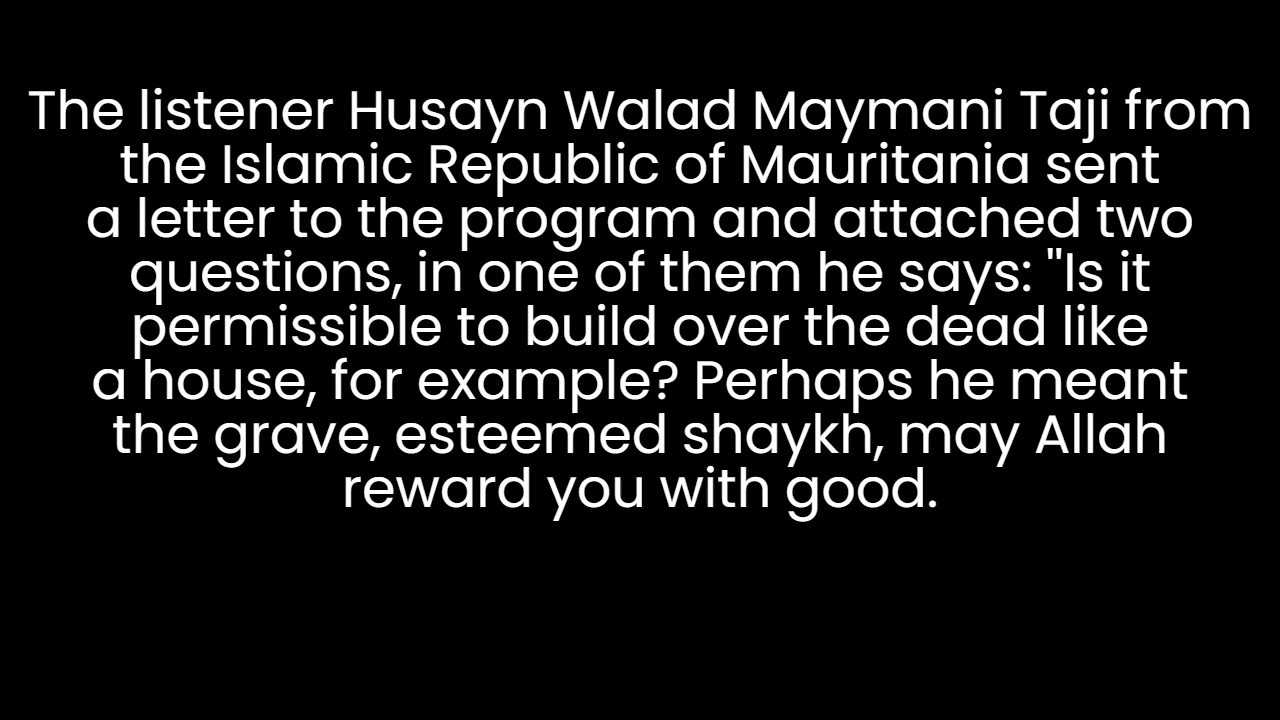 The listener Husayn Walad Maymani Taji from
the Islamic Republic of Mauritania sent
a letter to the program and attached two
questions, in one of them he says: "Is it
permissible to build over the dead like
a house, for example? Perhaps he meant
the grave, esteemed shaykh, may Allah
reward you with good.